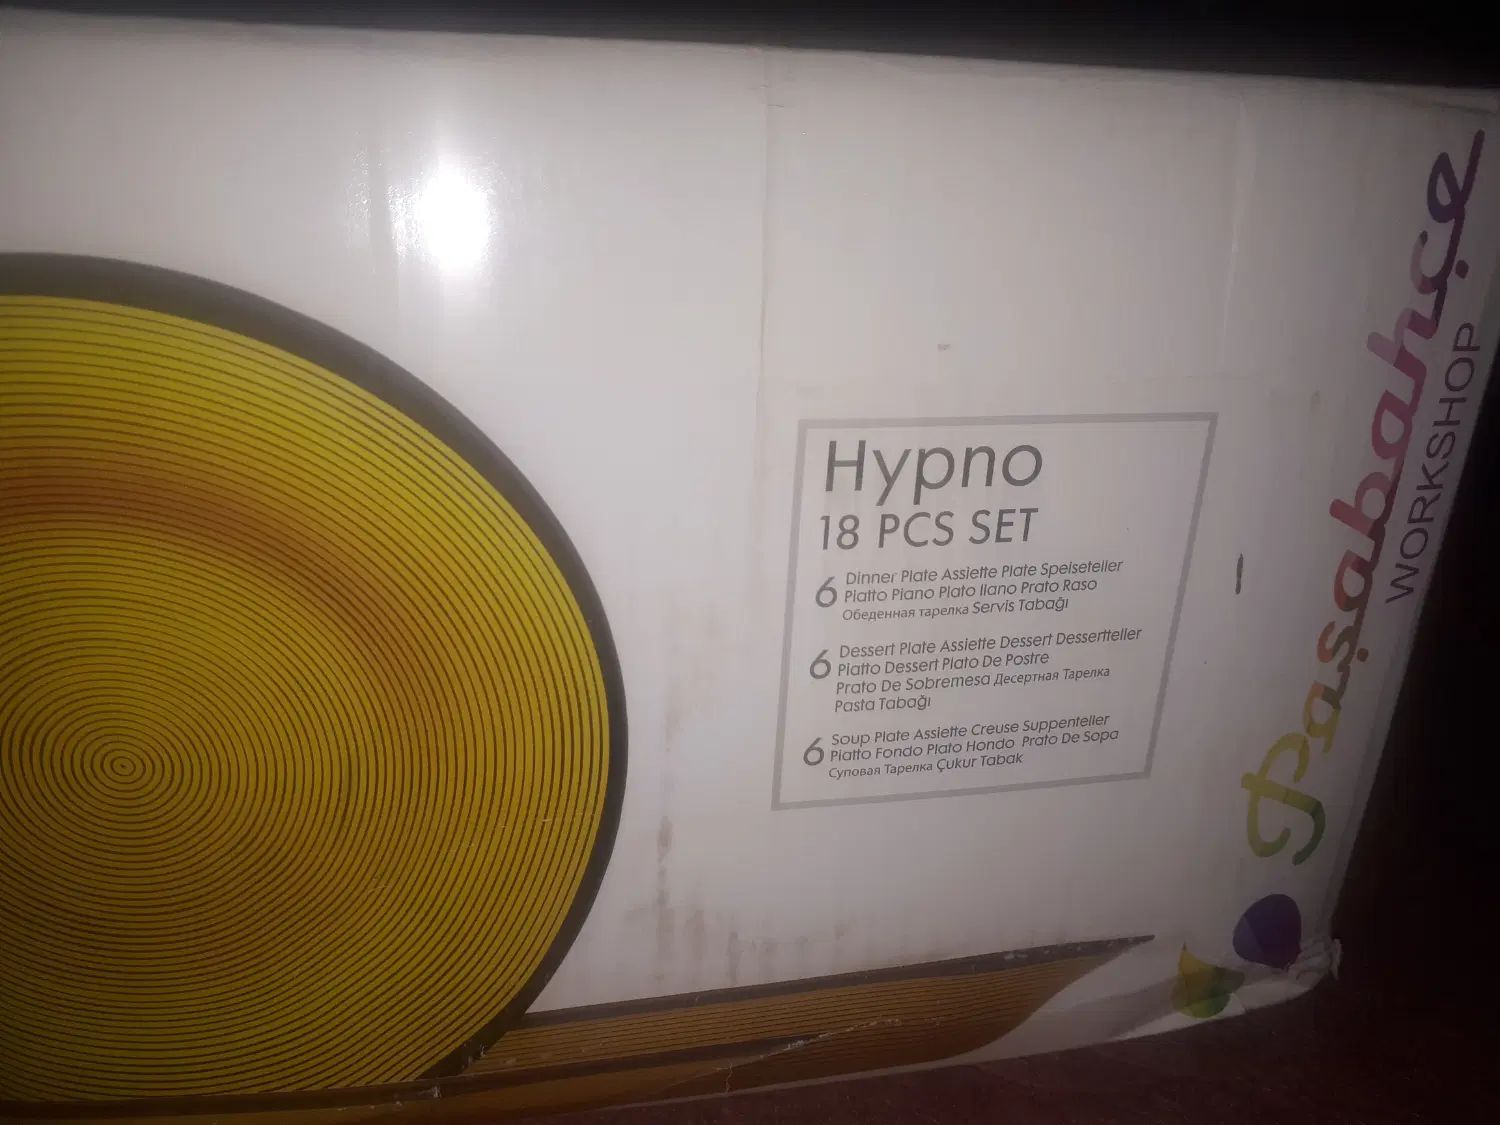 Hypno
18 PCS SET
6 Dinner Plate Assiette Plate Speiseteller
Piatto Piano Plato llano Prato Raso
Обеденная тарелка Servis Tabağı
6 Dessert Plate Assiette Dessert Dessertteller
Piatto Dessert Plato De Postre
Prato De Sobremesa Десертная Тарелка
Pasta Tabağı
6 Soup Plate Assiette Creuse Suppenteller
Piatto Fondo Plato Hondo Prato De Sopa
Суповая Тарелка Çukur Tabak
Paşabahçe
WORKSHOP